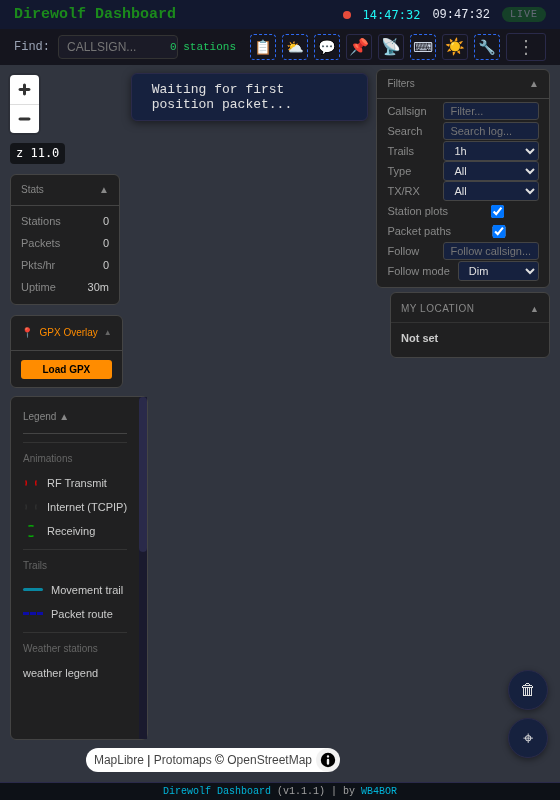 Direwolf Dashboard
14:47:32 09:47:32 LIVE
Find: CALLSIGN... 0 stations
Waiting for first
position packet...
+
−
z 11.0
Stats ▲
Stations 0
Packets 0
Pkts/hr 0
Uptime 30m
GPX Overlay ▲
Load GPX
Legend ▲
Animations
RF Transmit
Internet (TCPIP)
Receiving
Trails
Movement trail
Packet route
Weather stations
weather legend
Filters ▲
Callsign Filter...
Search Search log...
Trails 1h
Type All
TX/RX All
Station plots
Packet paths
Follow Follow callsign...
Follow mode Dim
MY LOCATION ▲
Not set
MapLibre | Protomaps © OpenStreetMap
Direwolf Dashboard (v1.1.1) | by WB4BOR